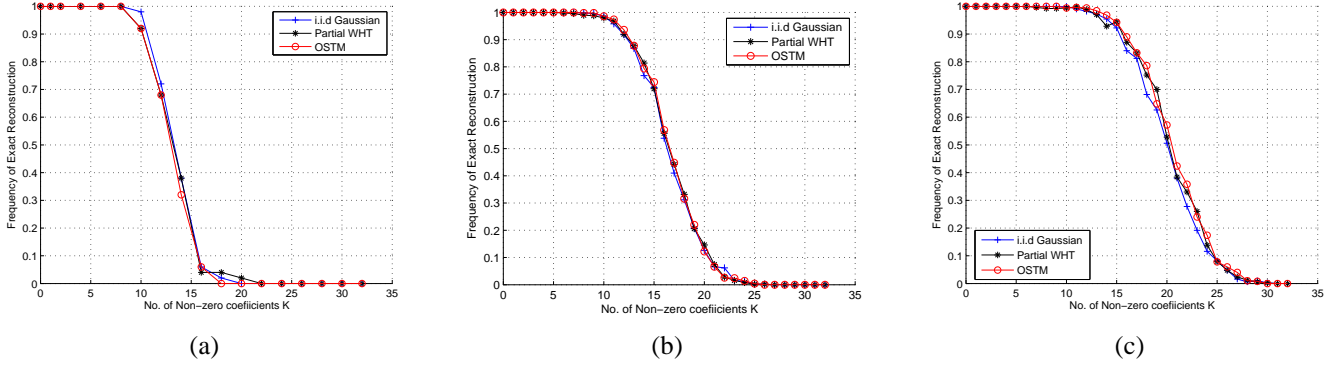 Frequency of Exact Reconstruction
1
0.9
0.8
0.7
0.6
0.5
0.4
0.3
0.2
0.1
0
0 5 10 15 20 25 30 35
No. of Non-zero coefiicients K
i.i.d Gaussian
Partial WHT
OSTM
(a)
Frequency of Exact Reconstruction
1
0.9
0.8
0.7
0.6
0.5
0.4
0.3
0.2
0.1
0
0 5 10 15 20 25 30 35
No. of Non-zero coefiicients K
i.i.d Gaussian
Partial WHT
OSTM
(b)
Frequency of Exact Reconstruction
1
0.9
0.8
0.7
0.6
0.5
0.4
0.3
0.2
0.1
0
0 5 10 15 20 25 30 35
No. of Non-zero coefiicients K
i.i.d Gaussian
Partial WHT
OSTM
(c)